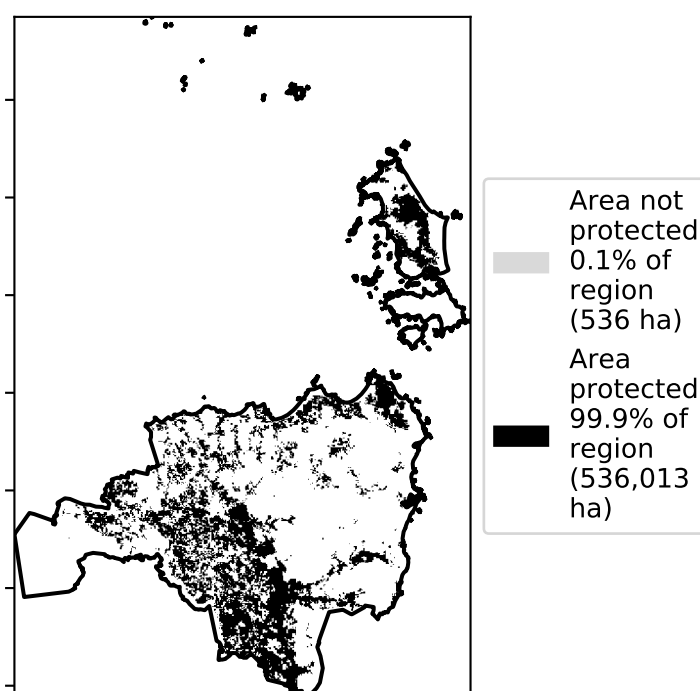 Area not
protected
0.1% of
region
(536 ha)
Area
protected
99.9% of
region
(536,013
ha)